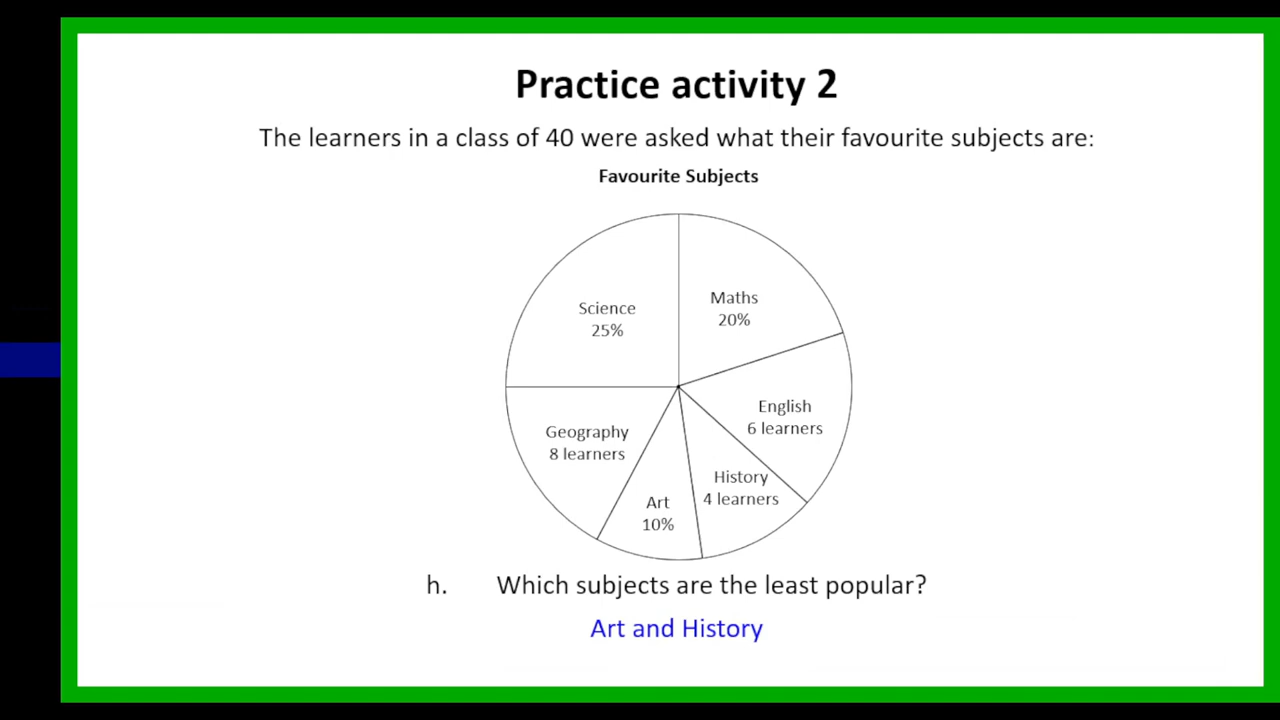 Practice activity 2
The learners in a class of 40 were asked what their favourite subjects are:
Favourite Subjects
Science
25%
Maths
20%
English
6 learners
Geography
8 learners
History
4 learners
Art
10%
h. Which subjects are the least popular?
Art and History